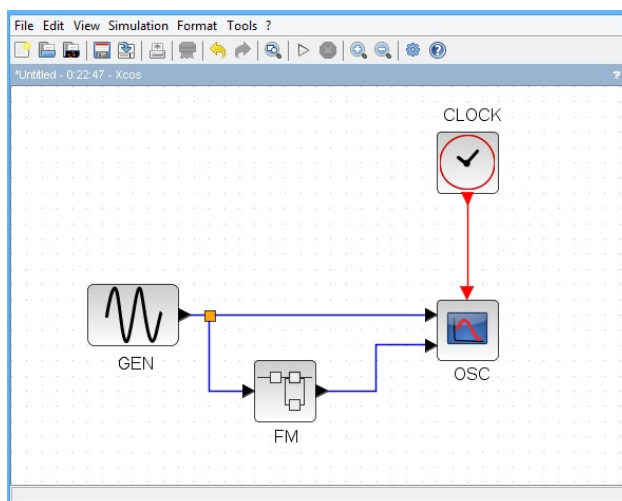 File Edit View Simulation Format Tools ?
*Untitled - 0:22:47 - Xcos ?
CLOCK
GEN
OSC
FM